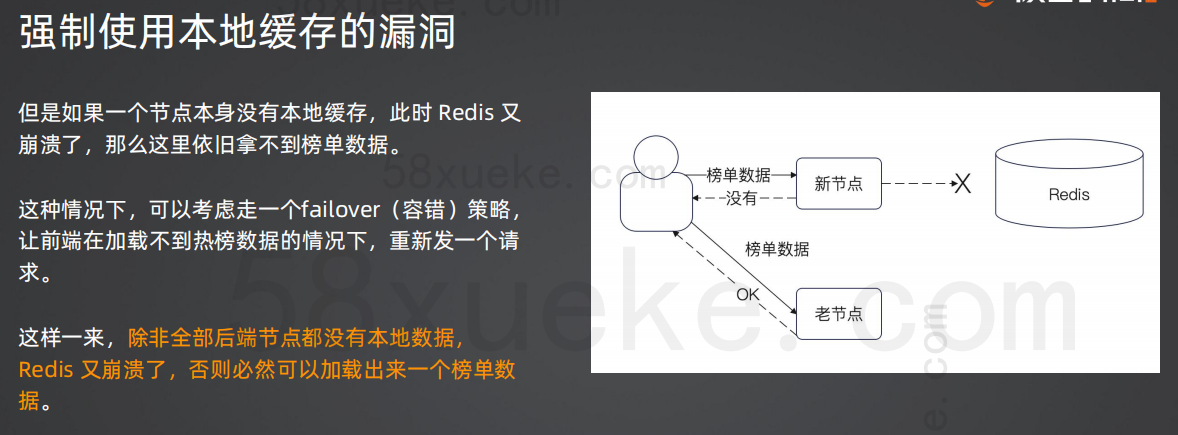 强制使用本地缓存的漏洞
但是如果一个节点本身没有本地缓存，此时 Redis 又
崩溃了，那么这里依旧拿不到榜单数据。
这种情况下，可以考虑走一个failover（容错）策略，
让前端在加载不到热榜数据的情况下，重新发一个请
求。
这样一来，除非全部后端节点都没有本地数据，
Redis 又崩溃了，否则必然可以加载出来一个榜单数
据。
榜单数据
没有
新节点
X
Redis
榜单数据
OK
老节点
58xueke.com
58xueke.com
58xueke.com
e.com